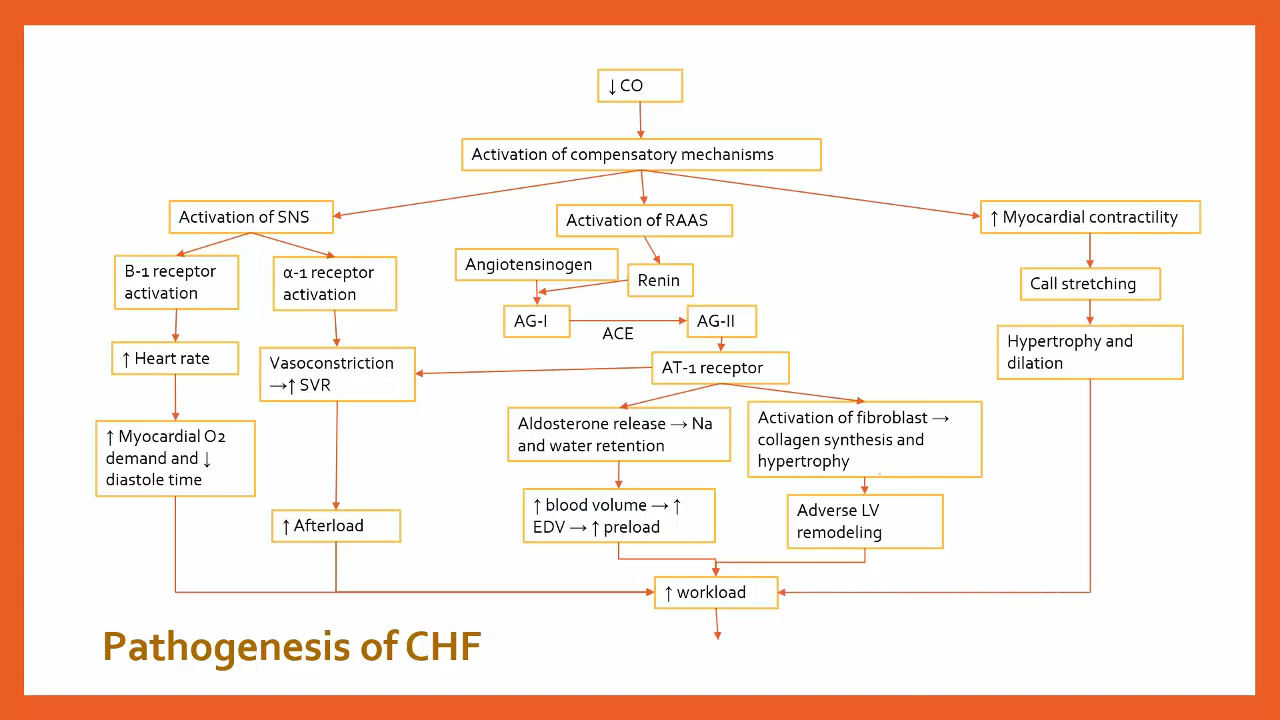 ↓ CO
Activation of compensatory mechanisms
Activation of SNS
Activation of RAAS
↑ Myocardial contractility
B-1 receptor
activation
α-1 receptor
activation
Angiotensinogen
Renin
Call stretching
AG-I
ACE
AG-II
↑ Heart rate
Vasoconstriction
→↑ SVR
AT-1 receptor
Hypertrophy and
dilation
↑ Myocardial O2
demand and ↓
diastole time
Aldosterone release → Na
and water retention
Activation of fibroblast →
collagen synthesis and
hypertrophy
↑ Afterload
↑ blood volume → ↑
EDV → ↑ preload
Adverse LV
remodeling
↑ workload
Pathogenesis of CHF